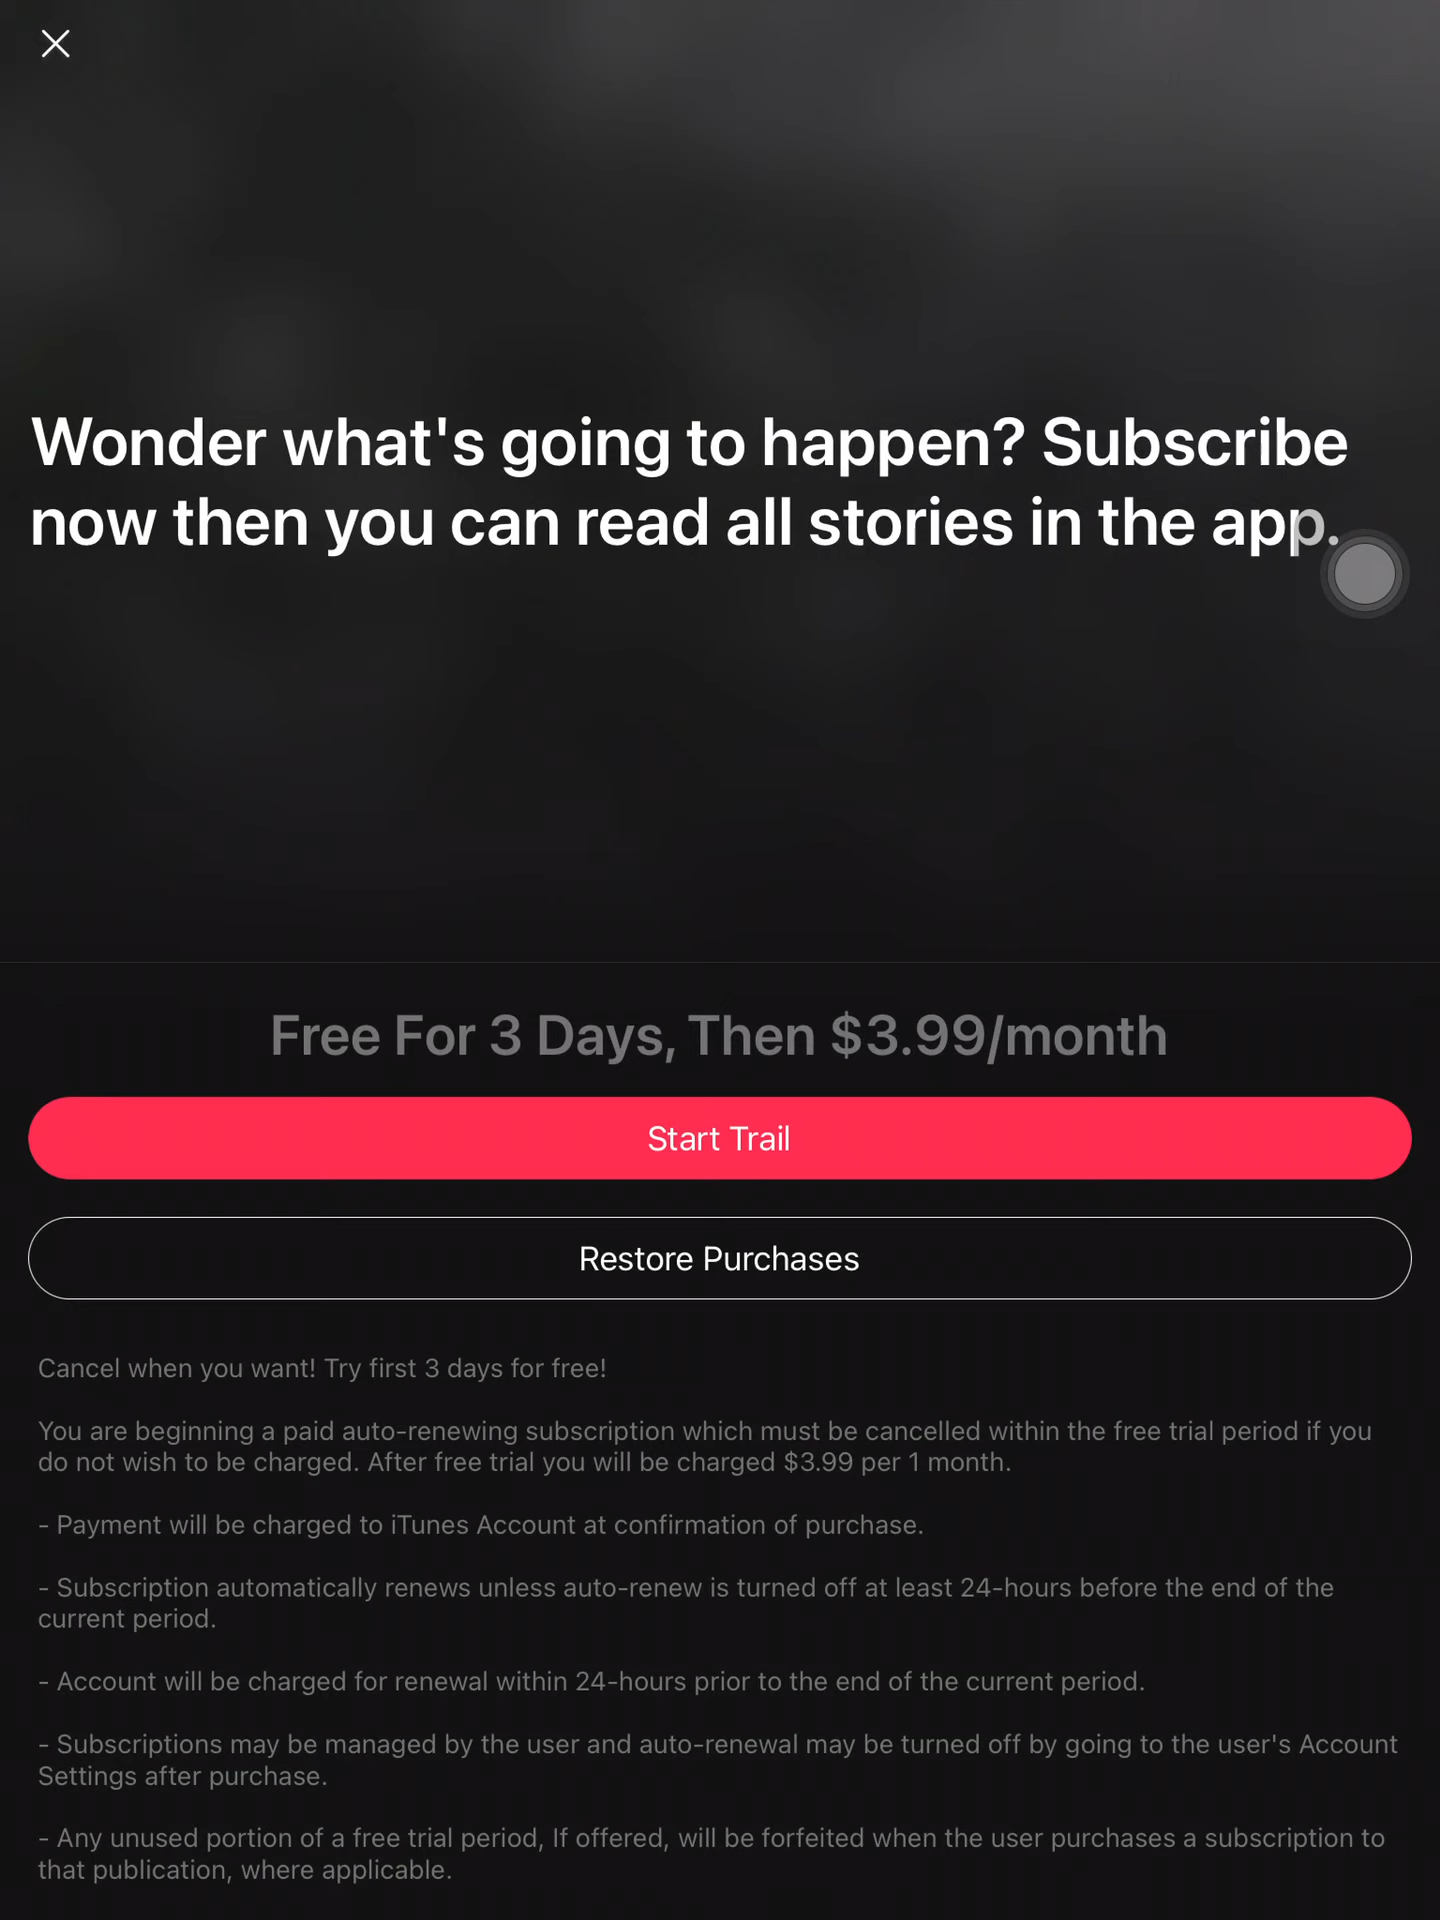 Wonder what's going to happen? Subscribe
now then you can read all stories in the app.
Free For 3 Days, Then $3.99/month
Start Trail
Restore Purchases
Cancel when you want! Try first 3 days for free!
You are beginning a paid auto-renewing subscription which must be cancelled within the free trial period if you
do not wish to be charged. After free trial you will be charged $3.99 per 1 month.
- Payment will be charged to iTunes Account at confirmation of purchase.
- Subscription automatically renews unless auto-renew is turned off at least 24-hours before the end of the
current period.
- Account will be charged for renewal within 24-hours prior to the end of the current period.
- Subscriptions may be managed by the user and auto-renewal may be turned off by going to the user's Account
Settings after purchase.
- Any unused portion of a free trial period, If offered, will be forfeited when the user purchases a subscription to
that publication, where applicable.